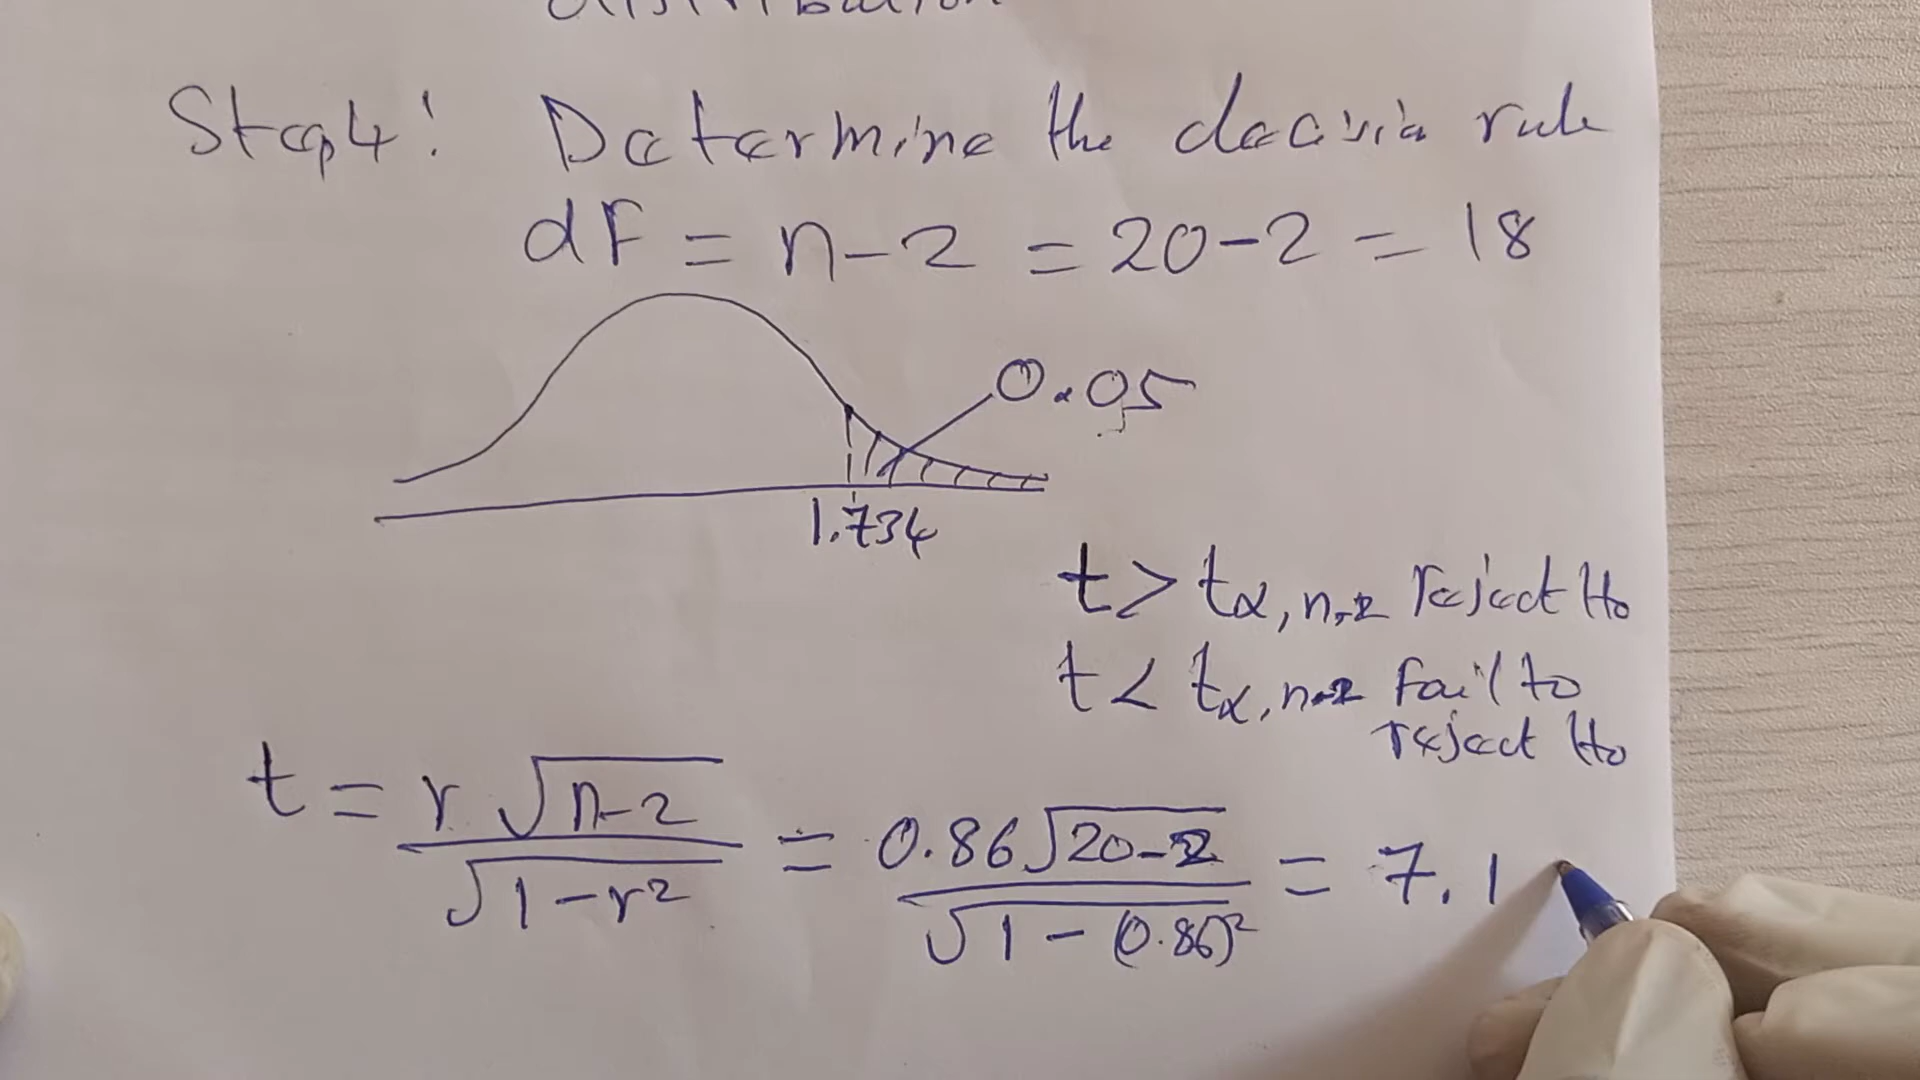 distribution
Step4: Determine the decision rule
dF = n-2 = 20-2 = 18
0.05
1.734
t > tα, n-2 reject Ho
t < tα, n-2 Fail to
reject Ho
t = r √(n-2) / √(1-r²) = 0.86√(20-2) / √(1-(0.86)²) = 7.1